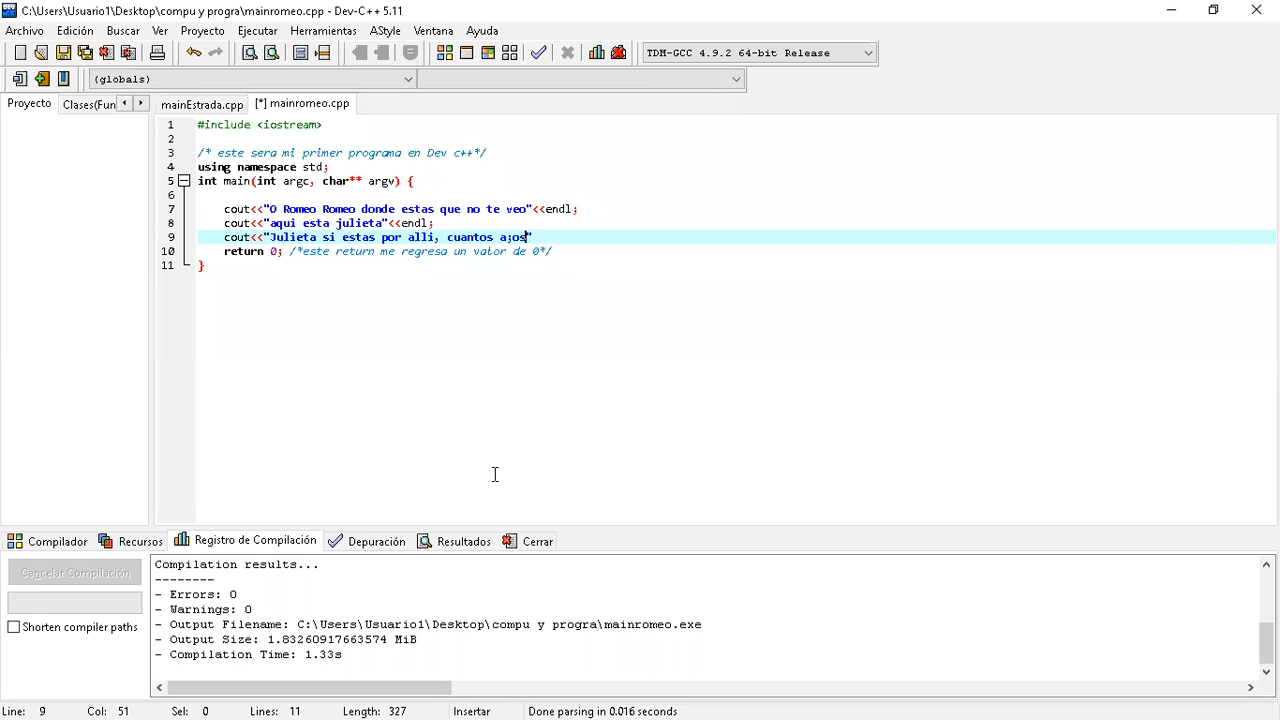 C:\Users\Usuario1\Desktop\compu y progra\mainromeo.cpp - Dev-C++ 5.11
Archivo Edición Buscar Ver Proyecto Ejecutar Herramientas AStyle Ventana Ayuda
TDM-GCC 4.9.2 64-bit Release
(globals)
Proyecto Clases(Fun mainEstrada.cpp [*] mainromeo.cpp
1 #include <iostream>
2
3 /* este sera mi primer programa en Dev c++*/
4 using namespace std;
5 int main(int argc, char** argv) {
6
7 cout<<"O Romeo Romeo donde estas que no te veo"<<endl;
8 cout<<"aqui esta julieta"<<endl;
9 cout<<"Julieta si estas por alli, cuantos a;os"
10 return 0; /*este return me regresa un valor de 0*/
11 }
Compilador Recursos Registro de Compilación Depuración Resultados Cerrar
Cancelar Compilación
Shorten compiler paths
Compilation results...
--------
- Errors: 0
- Warnings: 0
- Output Filename: C:\Users\Usuario1\Desktop\compu y progra\mainromeo.exe
- Output Size: 1.83260917663574 MiB
- Compilation Time: 1.33s
Line: 9 Col: 51 Sel: 0 Lines: 11 Length: 327 Insertar Done parsing in 0.016 seconds